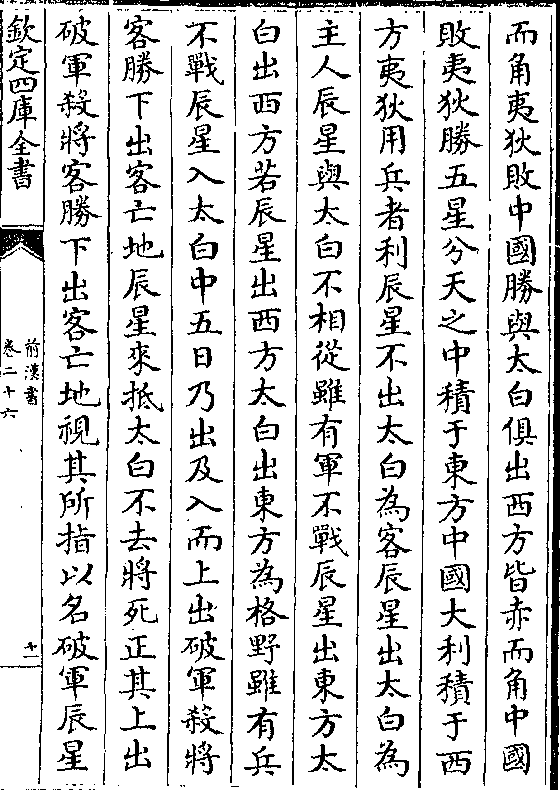 而角夷狄敗中國勝與太白俱出西方皆赤而角中國
敗夷狄勝五星分天之中積于東方中國大利積于西
方夷狄用兵者利辰星不出太白為客辰星出太白為
主人辰星與太白不相從雖有軍不戰辰星出東方太
白出西方若辰星出西方太白出東方為格野雖有兵
不戰辰星入太白中五日乃出及入而上出破軍殺將
客勝下出客亡地辰星來抵太白不去將死正其上出
破軍殺將客勝下出客亡地視其所指以名破軍辰星
欽定四庫全書
前漢書
卷二十六
十